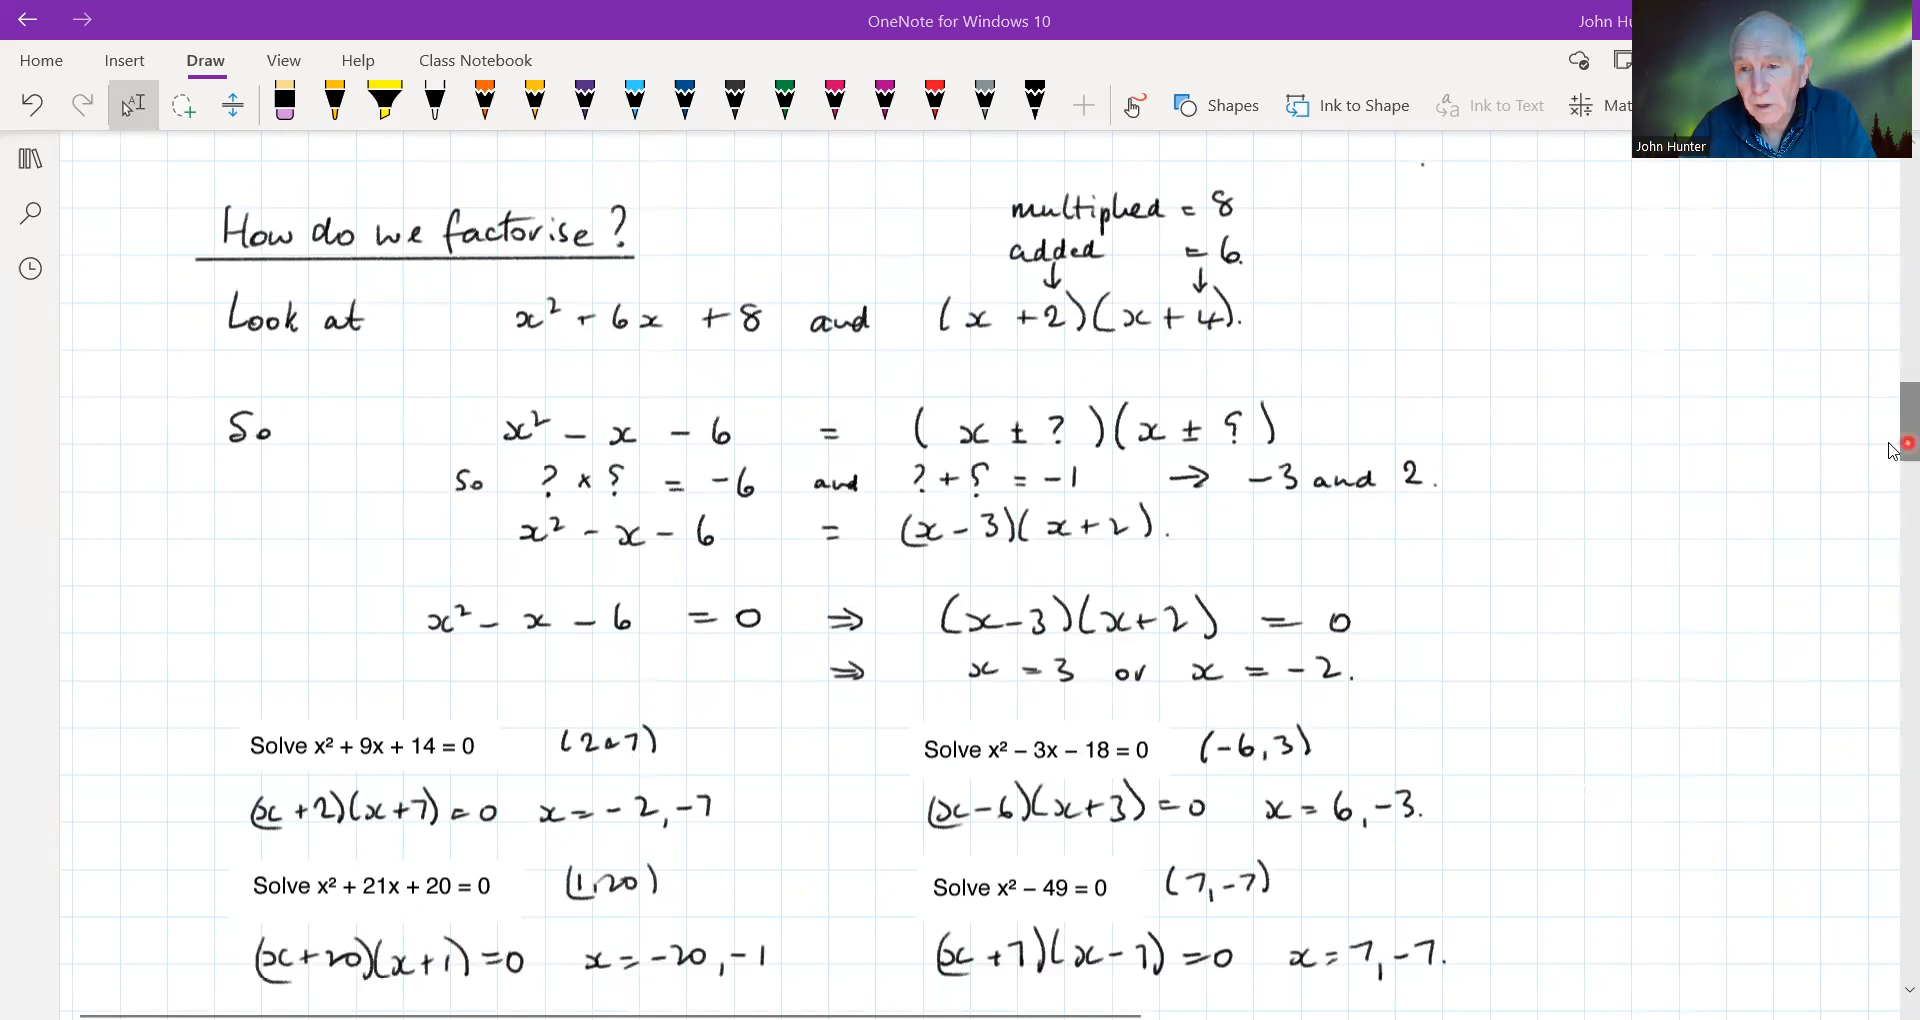 OneNote for Windows 10
John Hu
Home Insert Draw View Help Class Notebook
Shapes Ink to Shape Ink to Text Mat
John Hunter
How do we factorise?
multiplied = 8
added = 6.
↓ ↓
Look at x² + 6x + 8 and (x + 2)(x + 4).
So x² - x - 6 = (x ± ?)(x ± ⸮)
So ? × ⸮ = -6 and ? + ⸮ = -1 → -3 and 2.
x² - x - 6 = (x - 3)(x + 2).
x² - x - 6 = 0 ⇒ (x-3)(x+2) = 0
⇒ x = 3 or x = -2.
Solve x² + 9x + 14 = 0 (2 7)
(x+2)(x+7) = 0 x = -2, -7
Solve x² – 3x – 18 = 0 (-6, 3)
(x-6)(x+3) = 0 x = 6, -3.
Solve x² + 21x + 20 = 0 (1, 20)
(x+20)(x+1) = 0 x = -20, -1
Solve x² – 49 = 0 (7, -7)
(x+7)(x-7) = 0 x = 7, -7.